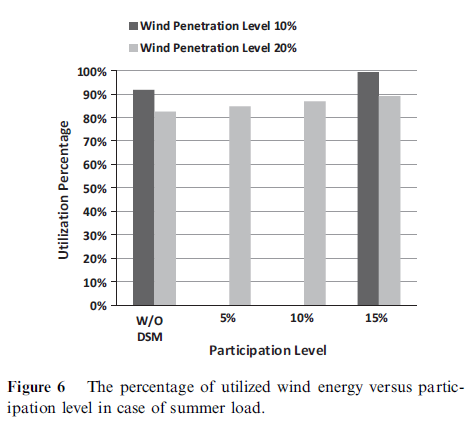 Wind Penetration Level 10%
Wind Penetration Level 20%
100%
90%
80%
70%
60%
50%
40%
30%
20%
10%
0%
Utilization Percentage
W/O DSM
5%
10%
15%
Participation Level
Figure 6 The percentage of utilized wind energy versus partic-
ipation level in case of summer load.